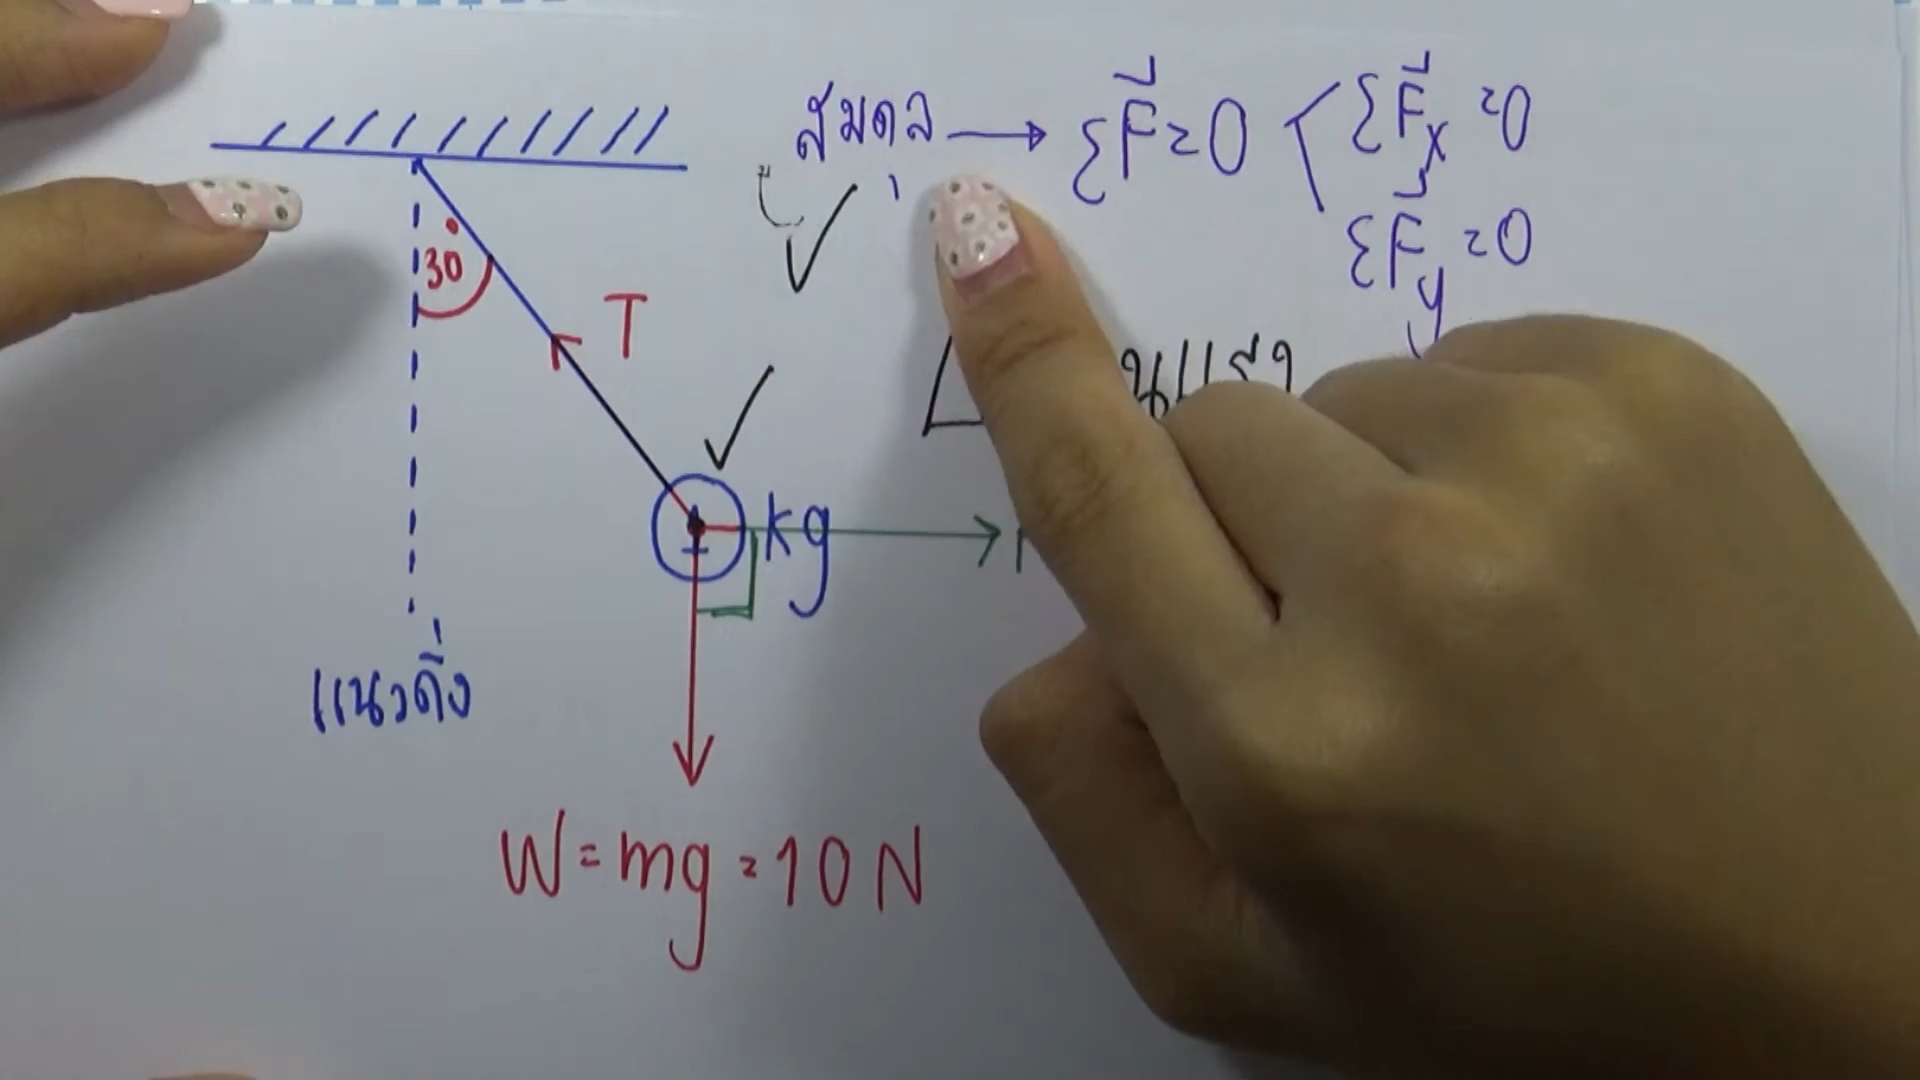 สมดุล → ΣF⃗=0 < ΣF⃗x=0
ΣF⃗y=0
30°
T
1 kg
แนวดิ่ง
W=mg=10N